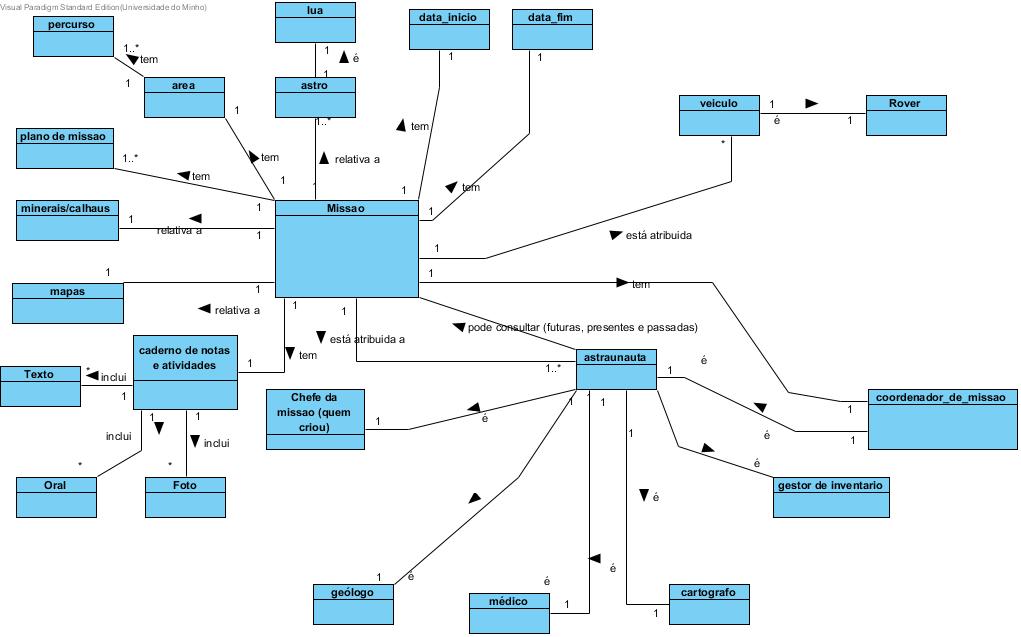 Visual Paradigm Standard Edition(Universidade do Minho)
percurso
lua
data_inicio
data_fim
1..*
tem
1
é
1
1
1
area
1
astro
1..*
1
veiculo
1
é
1
Rover
*
plano de missao
1..*
tem
tem
1
relativa a
tem
1
tem
1
minerais/calhaus
1
relativa a
1
1
Missao
1
está atribuida
1
tem
mapas
1
1
relativa a
1
1
está atribuida a
pode consultar (futuras, presentes e passadas)
caderno de notas
e atividades
1
tem
1..*
astraunauta
1
é
Texto
*
inclui
1
Chefe da
missao (quem
criou)
1
é
1
1
coordenador_de_missao
1
1
é
inclui
1
1
inclui
1
é
*
Oral
*
Foto
gestor de inventario
é
1
é
geólogo
é
é
médico
1
cartografo
1